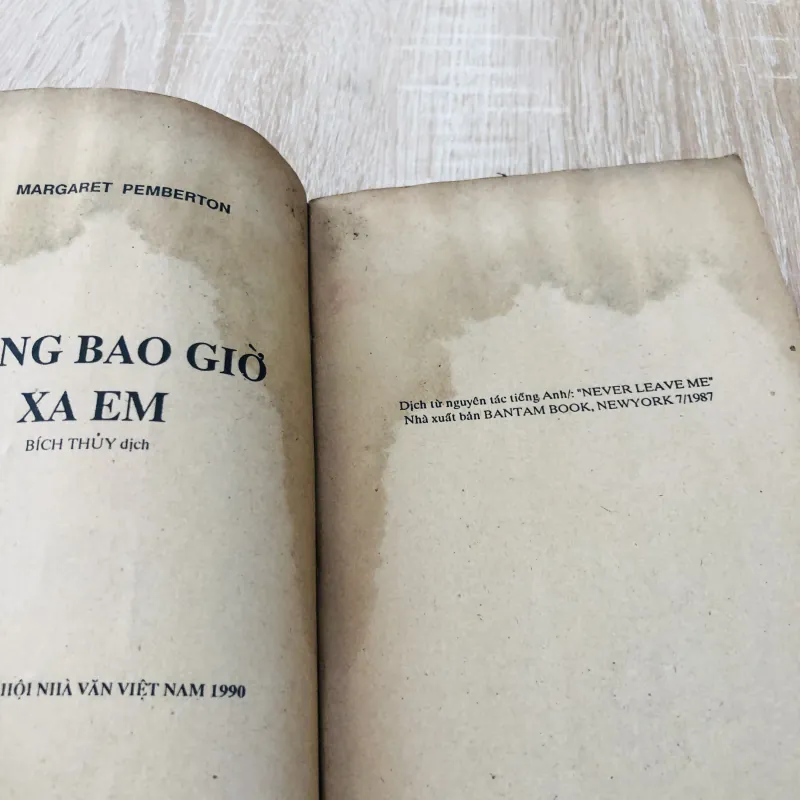 MARGARET PEMBERTON
NG BAO GIỜ
XA EM
BÍCH THỦY dịch
HỘI NHÀ VĂN VIỆT NAM 1990
Dịch từ nguyên tác tiếng Anh/: "NEVER LEAVE ME"
Nhà xuất bản BANTAM BOOK, NEWYORK 7/1987